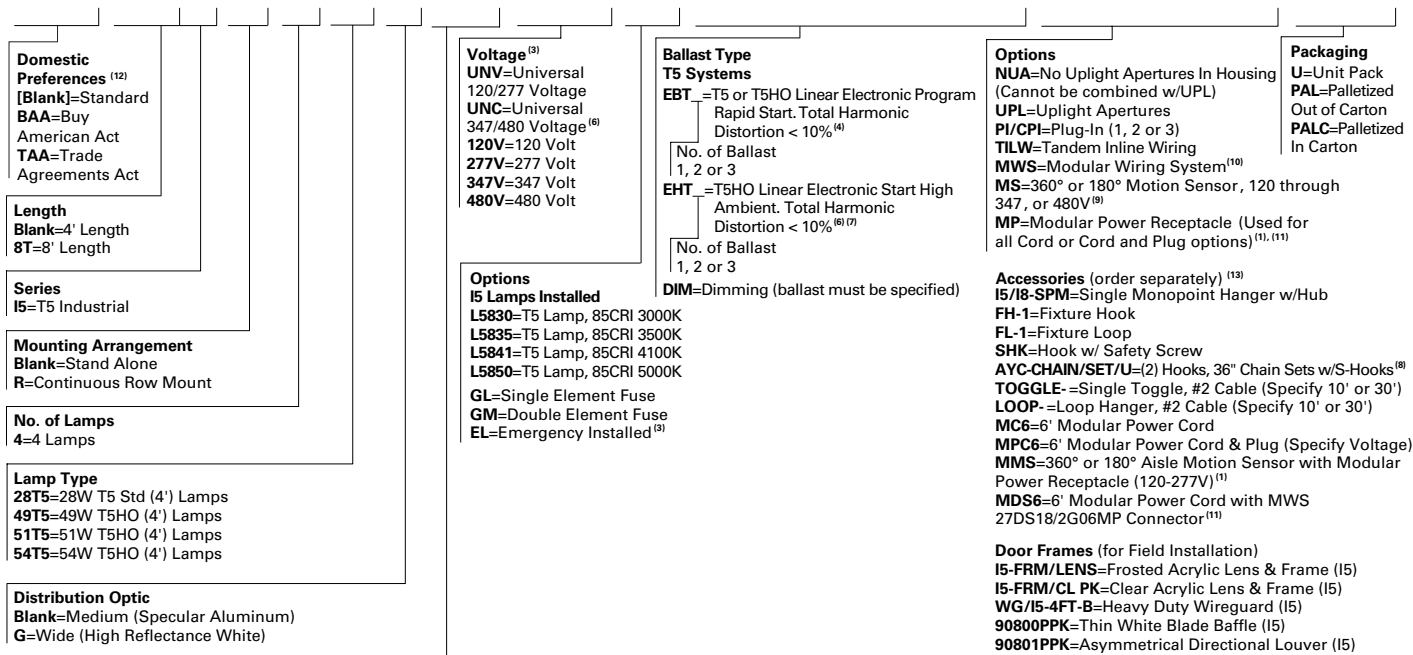 Domestic
Preferences (12)
[Blank]=Standard
BAA=Buy
American Act
TAA=Trade
Agreements Act
Length
Blank=4' Length
8T=8' Length
Series
I5=T5 Industrial
Mounting Arrangement
Blank=Stand Alone
R=Continuous Row Mount
No. of Lamps
4=4 Lamps
Lamp Type
28T5=28W T5 Std (4') Lamps
49T5=49W T5HO (4') Lamps
51T5=51W T5HO (4') Lamps
54T5=54W T5HO (4') Lamps
Distribution Optic
Blank=Medium (Specular Aluminum)
G=Wide (High Reflectance White)
Voltage (3)
UNV=Universal
120/277 Voltage
UNC=Universal
347/480 Voltage (6)
120V=120 Volt
277V=277 Volt
347V=347 Volt
480V=480 Volt
Options
I5 Lamps Installed
L5830=T5 Lamp, 85CRI 3000K
L5835=T5 Lamp, 85CRI 3500K
L5841=T5 Lamp, 85CRI 4100K
L5850=T5 Lamp, 85CRI 5000K
GL=Single Element Fuse
GM=Double Element Fuse
EL=Emergency Installed (3)
Ballast Type
T5 Systems
EBT_=T5 or T5HO Linear Electronic Program
Rapid Start. Total Harmonic
Distortion < 10% (4)
No. of Ballast
1, 2 or 3
EHT_=T5HO Linear Electronic Start High
Ambient. Total Harmonic
Distortion < 10% (6) (7)
No. of Ballast
1, 2 or 3
DIM=Dimming (ballast must be specified)
Options
NUA=No Uplight Apertures In Housing
(Cannot be combined w/UPL)
UPL=Uplight Apertures
PI/CPI=Plug-In (1, 2 or 3)
TILW=Tandem Inline Wiring
MWS=Modular Wiring System (10)
MS=360° or 180° Motion Sensor, 120 through
347, or 480V (9)
MP=Modular Power Receptacle (Used for
all Cord or Cord and Plug options) (1), (11)
Accessories (order separately) (13)
I5/I8-SPM=Single Monopoint Hanger w/Hub
FH-1=Fixture Hook
FL-1=Fixture Loop
SHK=Hook w/ Safety Screw
AYC-CHAIN/SET/U=(2) Hooks, 36" Chain Sets w/S-Hooks (8)
TOGGLE- =Single Toggle, #2 Cable (Specify 10' or 30')
LOOP- =Loop Hanger, #2 Cable (Specify 10' or 30')
MC6=6' Modular Power Cord
MPC6=6' Modular Power Cord & Plug (Specify Voltage)
MMS=360° or 180° Aisle Motion Sensor with Modular
Power Receptacle (120-277V) (1)
MDS6=6' Modular Power Cord with MWS
27DS18/2G06MP Connector (11)
Door Frames (for Field Installation)
I5-FRM/LENS=Frosted Acrylic Lens & Frame (I5)
I5-FRM/CL PK=Clear Acrylic Lens & Frame (I5)
WG/I5-4FT-B=Heavy Duty Wireguard (I5)
90800PPK=Thin White Blade Baffle (I5)
90801PPK=Asymmetrical Directional Louver (I5)
Packaging
U=Unit Pack
PAL=Palletized
Out of Carton
PALC=Palletized
In Carton